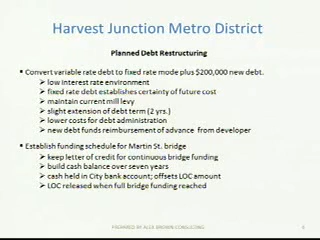 Harvest Junction Metro District
Planned Debt Restructuring
▪ Convert variable rate debt to fixed rate mode plus $200,000 new debt.
➢ low interest rate environment
➢ fixed rate debt establishes certainty of future cost
➢ maintain current mill levy
➢ slight extension of debt term (2 yrs.)
➢ lower costs for debt administration
➢ new debt funds reimbursement of advance from developer
▪ Establish funding schedule for Martin St. bridge
➢ keep letter of credit for continuous bridge funding
➢ build cash balance over seven years
➢ cash held in City bank account; offsets LOC amount
➢ LOC released when full bridge funding reached
PREPARED BY ALEX BROWN CONSULTING